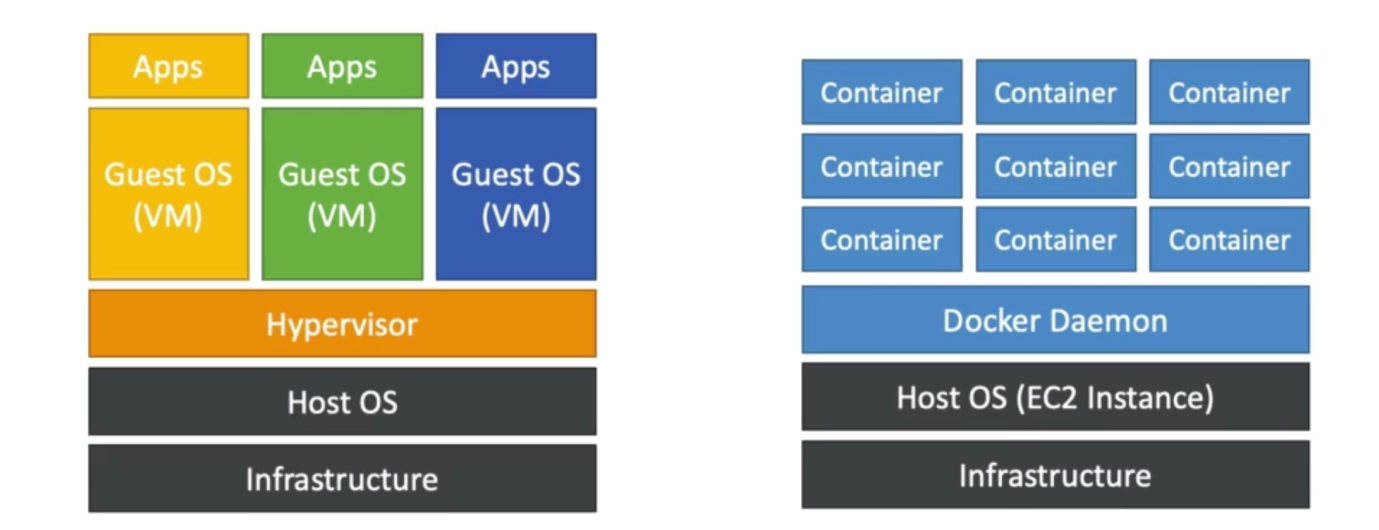 Apps
Apps
Apps
Guest OS
(VM)
Guest OS
(VM)
Guest OS
(VM)
Hypervisor
Host OS
Infrastructure
Container
Container
Container
Container
Container
Container
Container
Container
Container
Docker Daemon
Host OS (EC2 Instance)
Infrastructure